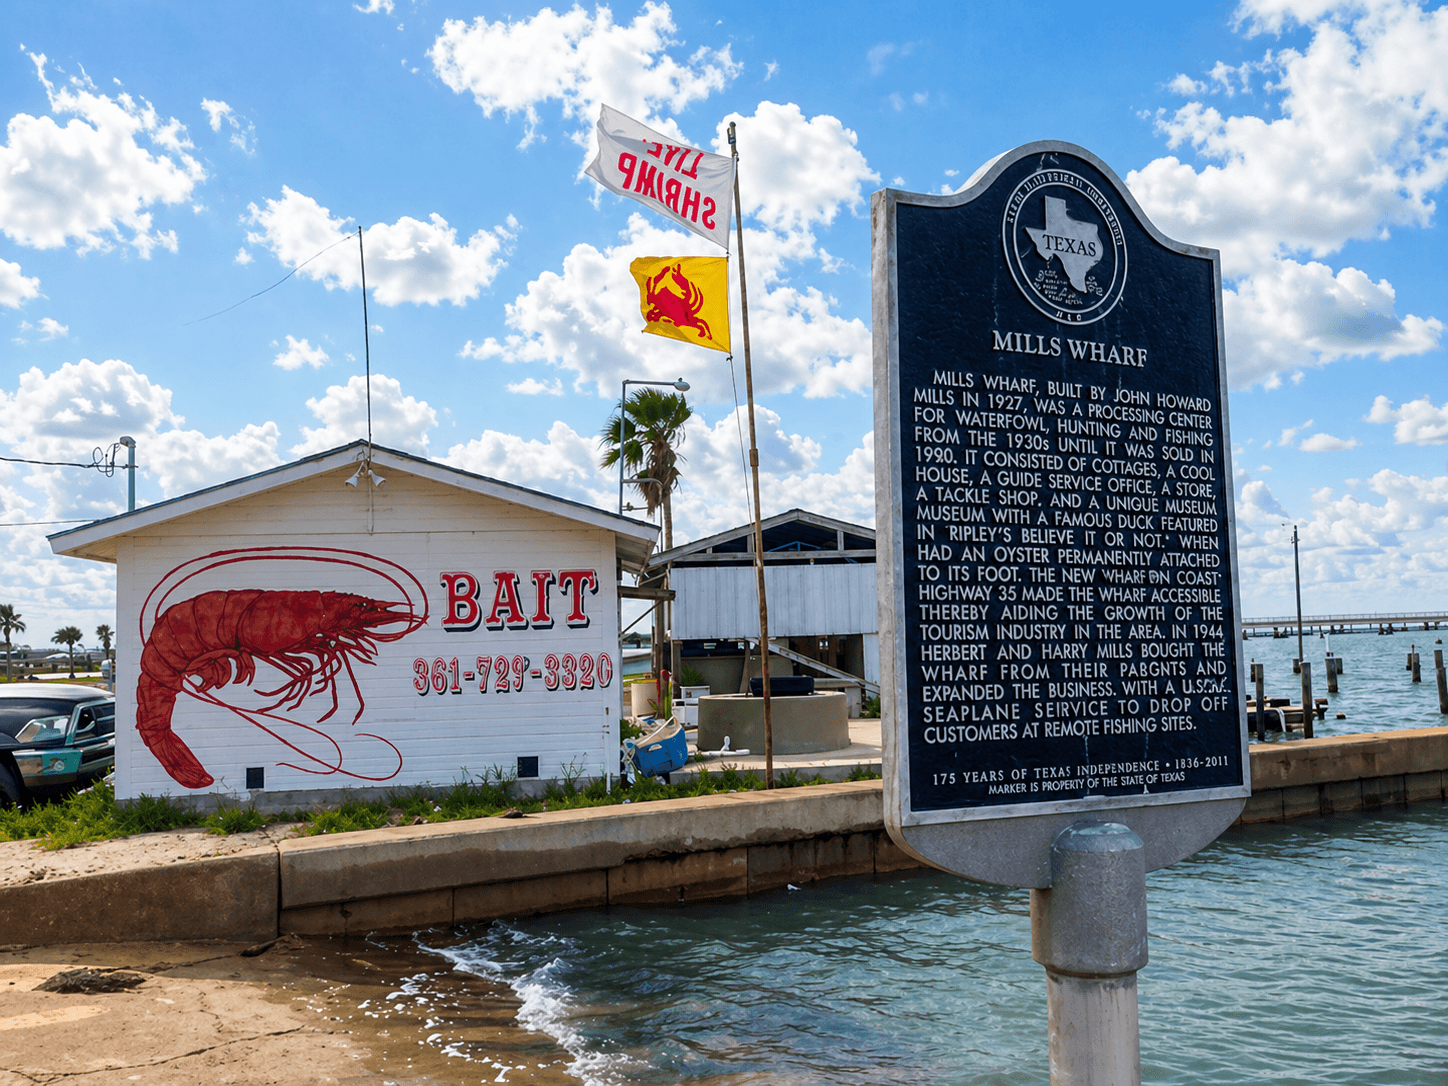 LIVE
SHRIMP
BAIT
361-729-3320
TEXAS
MILLS WHARF
MILLS WHARF, BUILT BY JOHN HOWARD
MILLS IN 1927, WAS A PROCESSING CENTER
FOR WATERFOWL, HUNTING AND FISHING
FROM THE 1930s UNTIL IT WAS SOLD IN
1990. IT CONSISTED OF COTTAGES, A COOL
HOUSE, A GUIDE SERVICE OFFICE, A STORE,
A TACKLE SHOP, AND A UNIQUE MUSEUM
MUSEUM WITH A FAMOUS DUCK FEATURED
IN "RIPLEY'S BELIEVE IT OR NOT." WHEN
HAD AN OYSTER PERMANENTLY ATTACHED
TO ITS FOOT. THE NEW WHARF ON COAST-
HIGHWAY 35 MADE THE WHARF ACCESSIBLE
THEREBY AIDING THE GROWTH OF THE
TOURISM INDUSTRY IN THE AREA. IN 1944
HERBERT AND HARRY MILLS BOUGHT THE
WHARF FROM THEIR PABGNTS AND
EXPANDED THE BUSINESS. WITH A
SEAPLANE SEIRVICE TO DROP OFF
CUSTOMERS AT REMOTE FISHING SITES.
175 YEARS OF TEXAS INDEPENDENCE • 1836-2011
MARKER IS PROPERTY OF THE STATE OF TEXAS